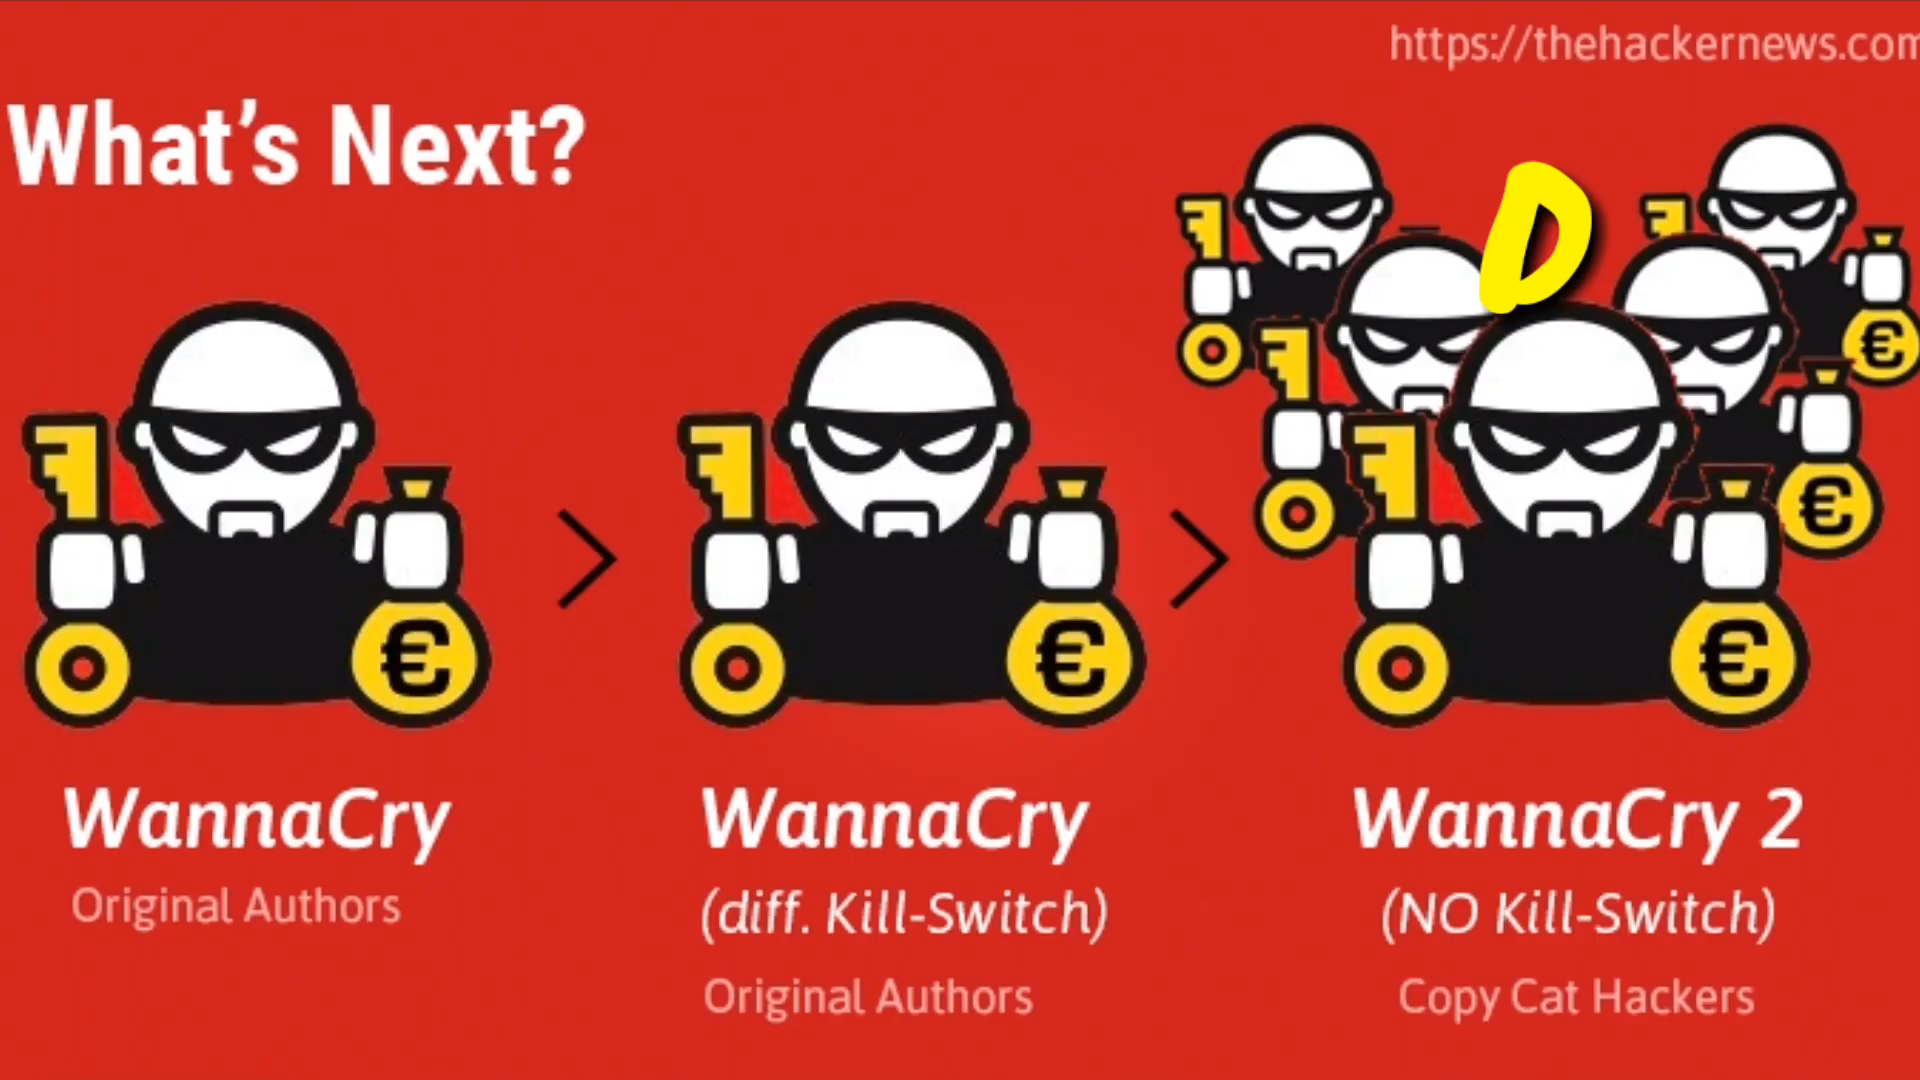 https://thehackernews.com
What's Next?
D
€ €
€ €
€ € €
WannaCry WannaCry WannaCry 2
Original Authors (diff. Kill-Switch) (NO Kill-Switch)
Original Authors Copy Cat Hackers